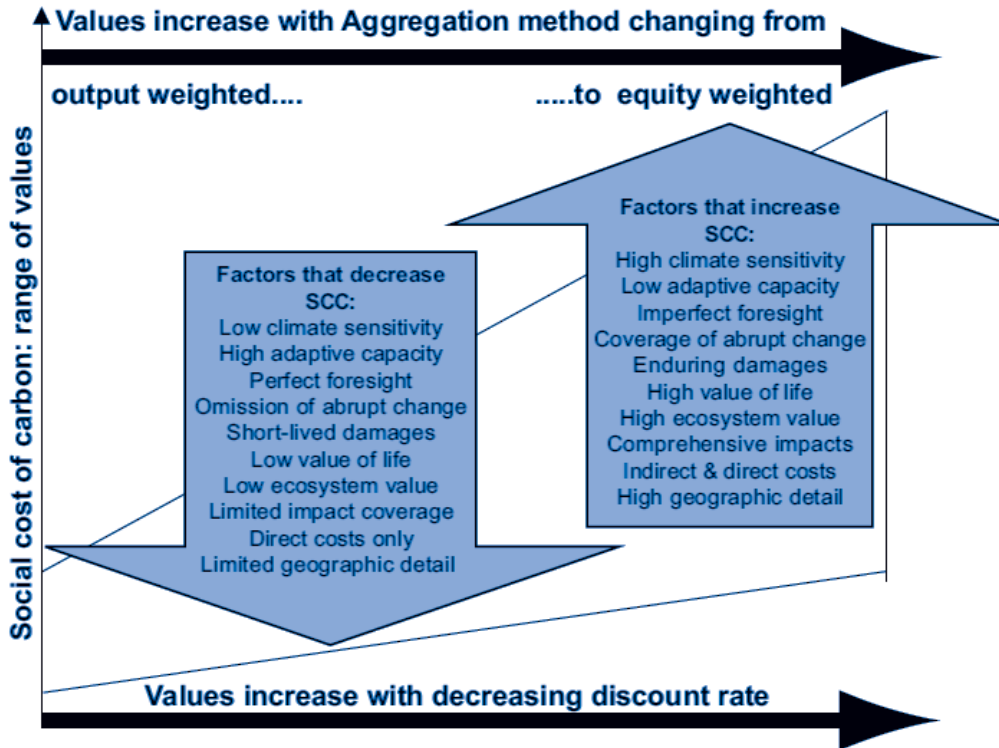 Values increase with Aggregation method changing from
output weighted....
.....to equity weighted
Social cost of carbon: range of values
Factors that decrease
SCC:
Low climate sensitivity
High adaptive capacity
Perfect foresight
Omission of abrupt change
Short-lived damages
Low value of life
Low ecosystem value
Limited impact coverage
Direct costs only
Limited geographic detail
Factors that increase
SCC:
High climate sensitivity
Low adaptive capacity
Imperfect foresight
Coverage of abrupt change
Enduring damages
High value of life
High ecosystem value
Comprehensive impacts
Indirect & direct costs
High geographic detail
Values increase with decreasing discount rate